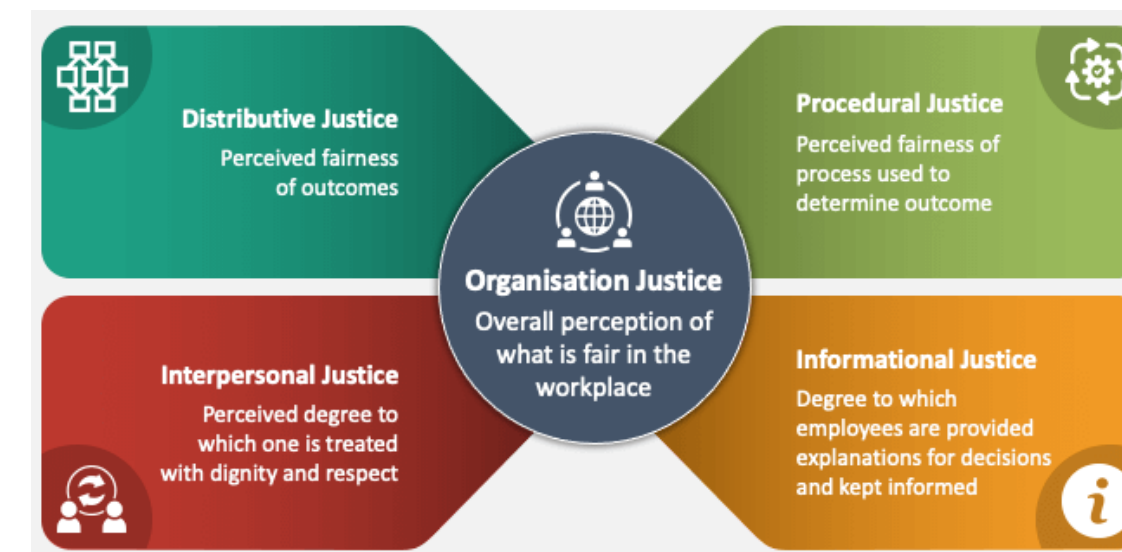 Distributive Justice
Perceived fairness
of outcomes
Procedural Justice
Perceived fairness of
process used to
determine outcome
Organisation Justice
Overall perception of
what is fair in the
workplace
Interpersonal Justice
Perceived degree to
which one is treated
with dignity and respect
Informational Justice
Degree to which
employees are provided
explanations for decisions
and kept informed
i